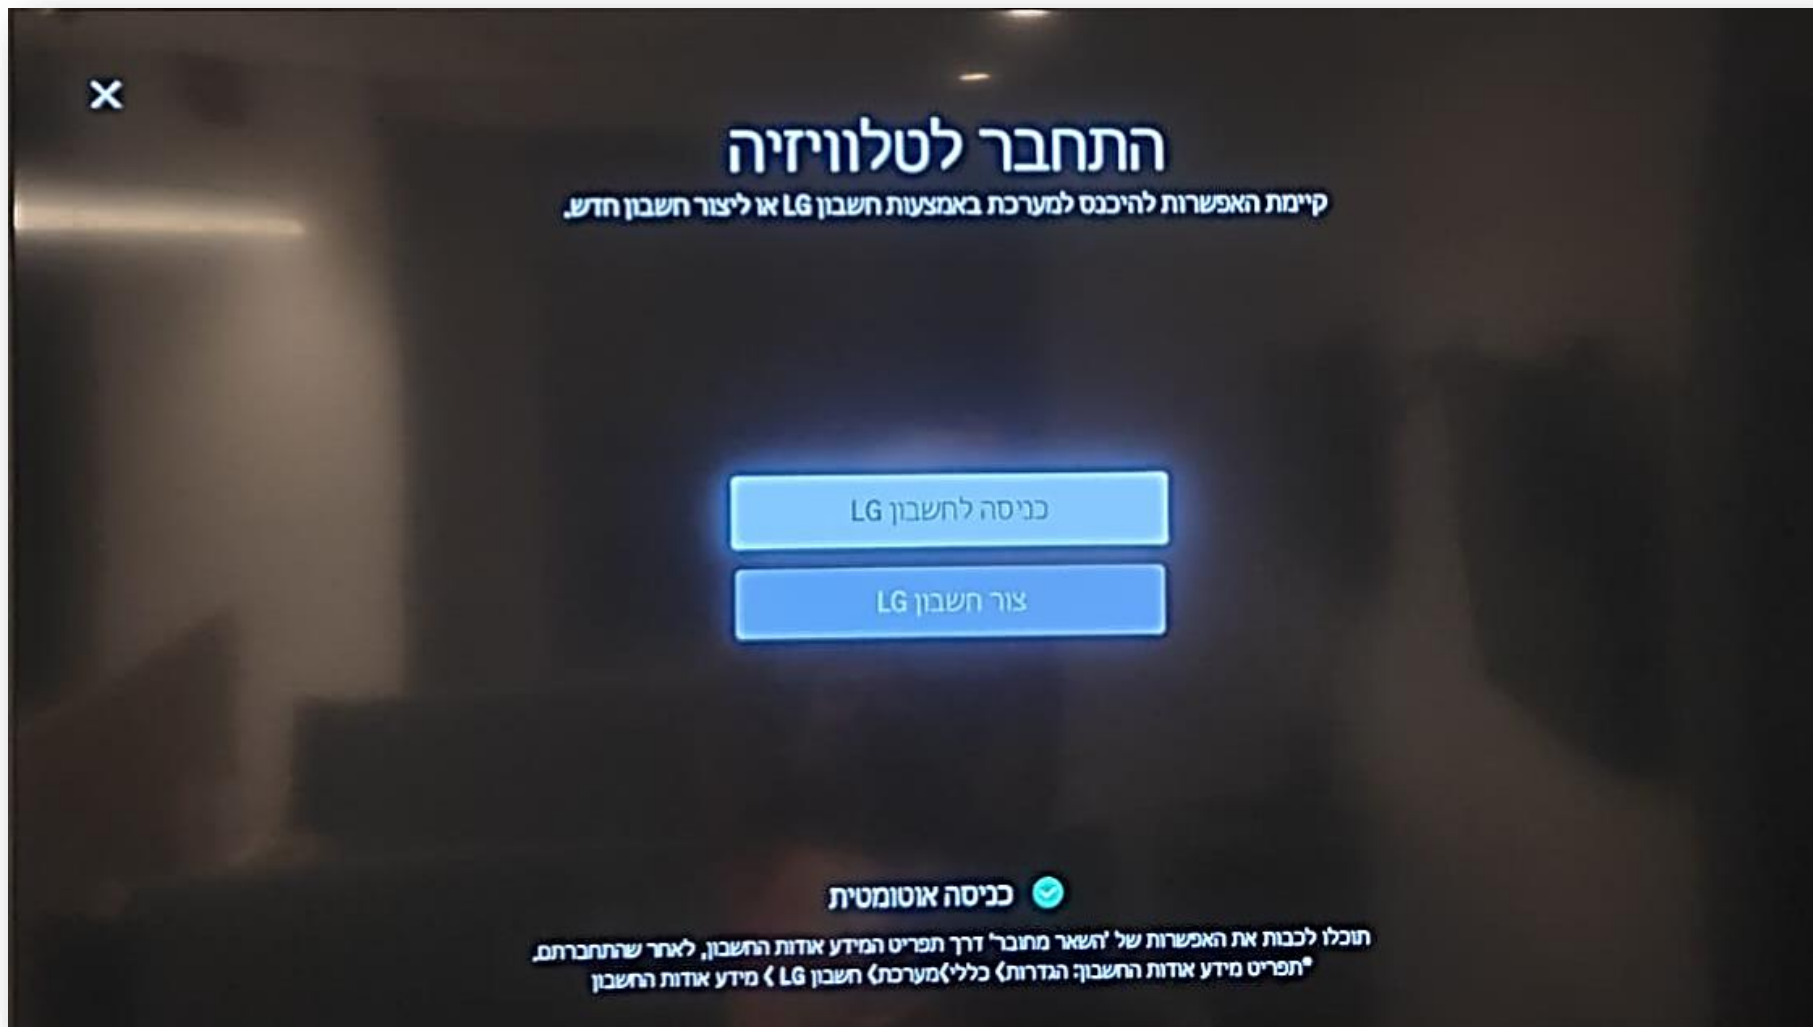 התחבר לטלוויזיה
קיימת האפשרות להיכנס למערכת באמצעות חשבון LG או ליצור חשבון חדש.
כניסה לחשבון LG
צור חשבון LG
כניסה אוטומטית
תוכלו לכבות את האפשרות של 'השאר מחובר' דרך תפריט המידע אודות החשבון, לאחר שהתחברתם.
*תפריט מידע אודות החשבון: הגדרות> כללי>מערכת> חשבון LG > מידע אודות החשבון